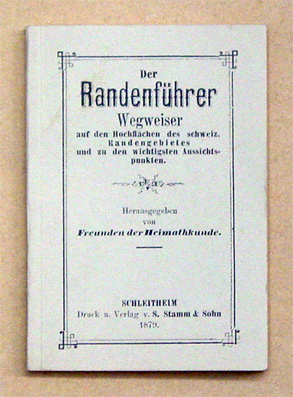 Der
Randenführer
Wegweiser
auf den Hochflächen des schweiz.
Randengebietes
und zu den wichtigsten Aussichts-
punkten.
Herausgegeben
von
Freunden der Heimathkunde.
SCHLEITHEIM
Druck u. Verlag v. S. Stamm & Sohn
1879.